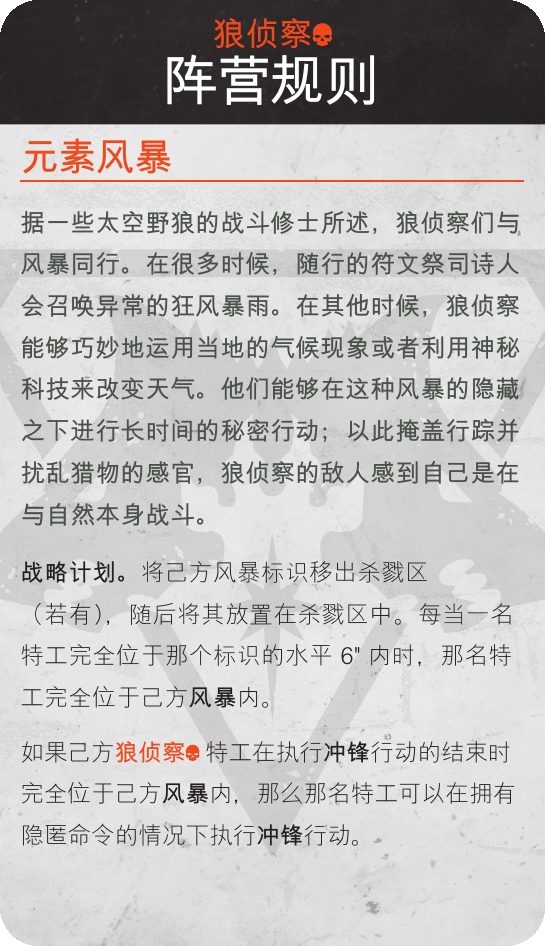 狼侦察
阵营规则
元素风暴
据一些太空野狼的战斗修士所述，狼侦察们与
风暴同行。在很多时候，随行的符文祭司诗人
会召唤异常的狂风暴雨。在其他时候，狼侦察
能够巧妙地运用当地的气候现象或者利用神秘
科技来改变天气。他们能够在这种风暴的隐藏
之下进行长时间的秘密行动；以此掩盖行踪并
扰乱猎物的感官，狼侦察的敌人感到自己是在
与自然本身战斗。
战略计划。将己方风暴标识移出杀戮区
（若有），随后将其放置在杀戮区中。每当一名
特工完全位于那个标识的水平 6" 内时，那名特
工完全位于己方风暴内。
如果己方狼侦察 特工在执行冲锋行动的结束时
完全位于己方风暴内，那么那名特工可以在拥有
隐匿命令的情况下执行冲锋行动。